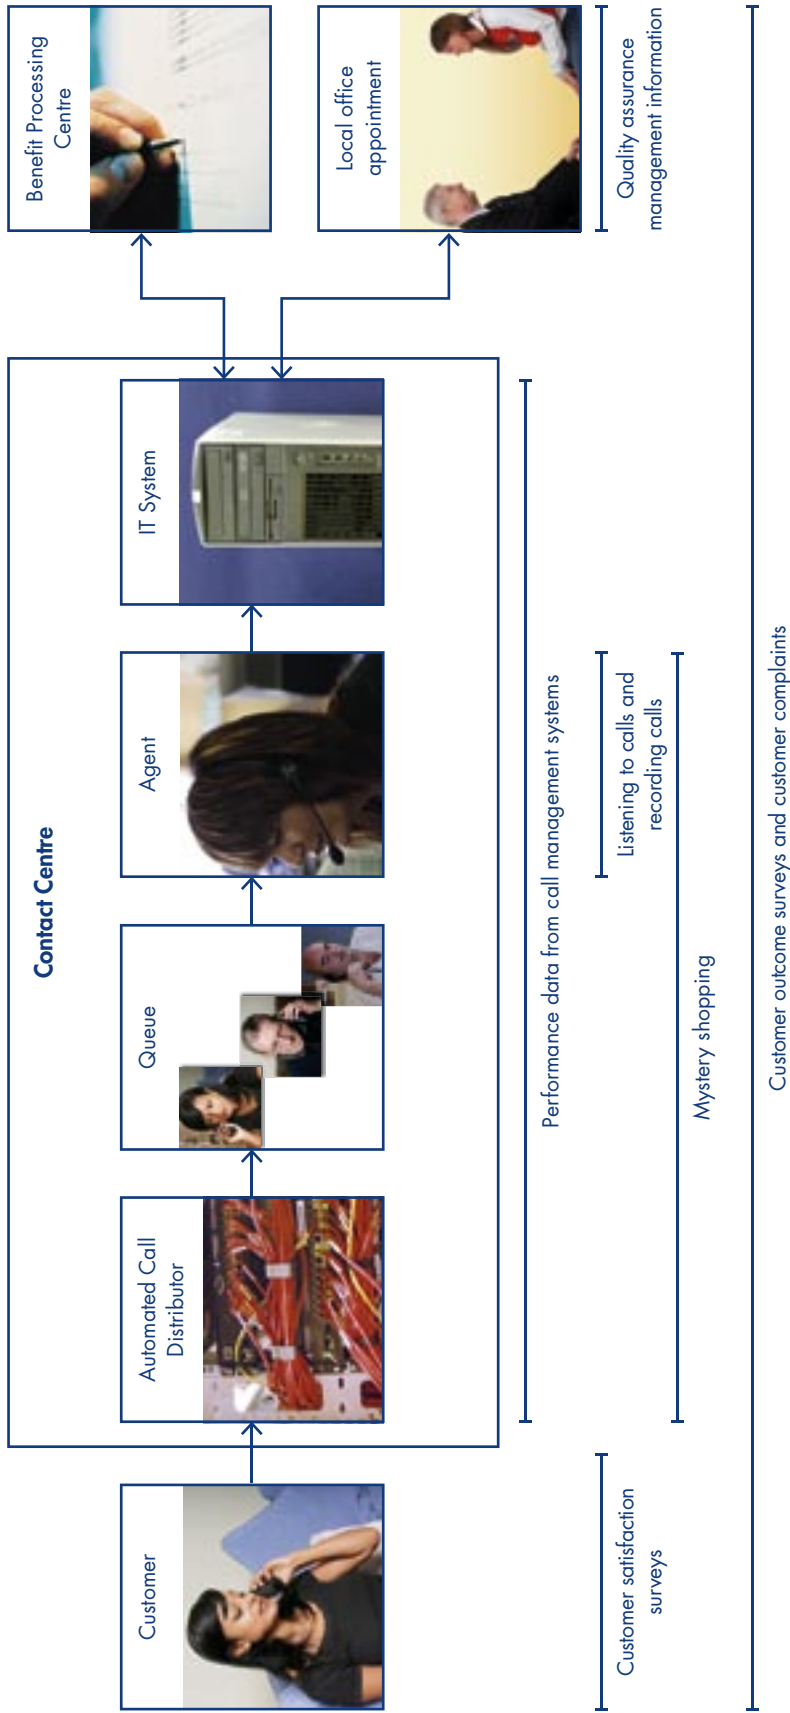 Contact Centre
Customer
Automated Call
Distributor
Queue
Agent
IT System
Benefit Processing
Centre
Local office
appointment
Performance data from call management systems
Customer satisfaction
surveys
Listening to calls and
recording calls
Quality assurance
management information
Mystery shopping
Customer outcome surveys and customer complaints